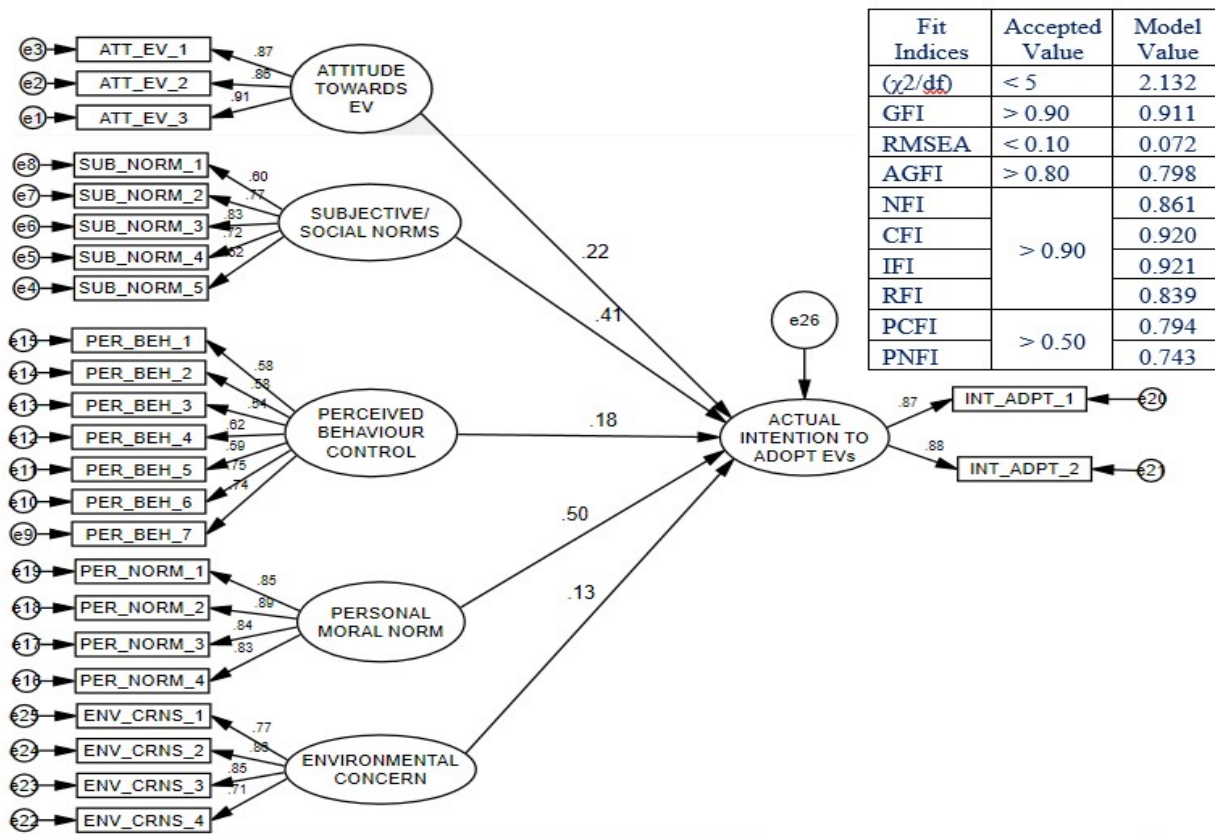 e3
ATT_EV_1
.87
e2
ATT_EV_2
e1
ATT_EV_3
.91
ATTITUDE
TOWARDS
EV
e8
SUB_NORM_1
.60
e7
SUB_NORM_2
.77
e6
SUB_NORM_3
.83
e5
SUB_NORM_4
.72
e4
SUB_NORM_5
SUBJECTIVE/
SOCIAL NORMS
e15
PER_BEH_1
.58
e14
PER_BEH_2
.58
e13
PER_BEH_3
.54
e12
PER_BEH_4
.62
e11
PER_BEH_5
.59
e10
PER_BEH_6
.75
e9
PER_BEH_7
.74
PERCEIVED
BEHAVIOUR
CONTROL
e19
PER_NORM_1
.85
e18
PER_NORM_2
.89
e17
PER_NORM_3
.84
e16
PER_NORM_4
.83
PERSONAL
MORAL NORM
e25
ENV_CRNS_1
.77
e24
ENV_CRNS_2
e23
ENV_CRNS_3
.85
e22
ENV_CRNS_4
.71
ENVIRONMENTAL
CONCERN
.22
.41
.18
.50
.13
e26
ACTUAL
INTENTION TO
ADOPT EVs
.87
INT_ADPT_1
e20
.88
INT_ADPT_2
e21
Fit Indices Accepted Value Model Value
(χ2/df) < 5 2.132
GFI > 0.90 0.911
RMSEA < 0.10 0.072
AGFI > 0.80 0.798
NFI > 0.90 0.861
CFI 0.920
IFI 0.921
RFI 0.839
PCFI > 0.50 0.794
PNFI 0.743